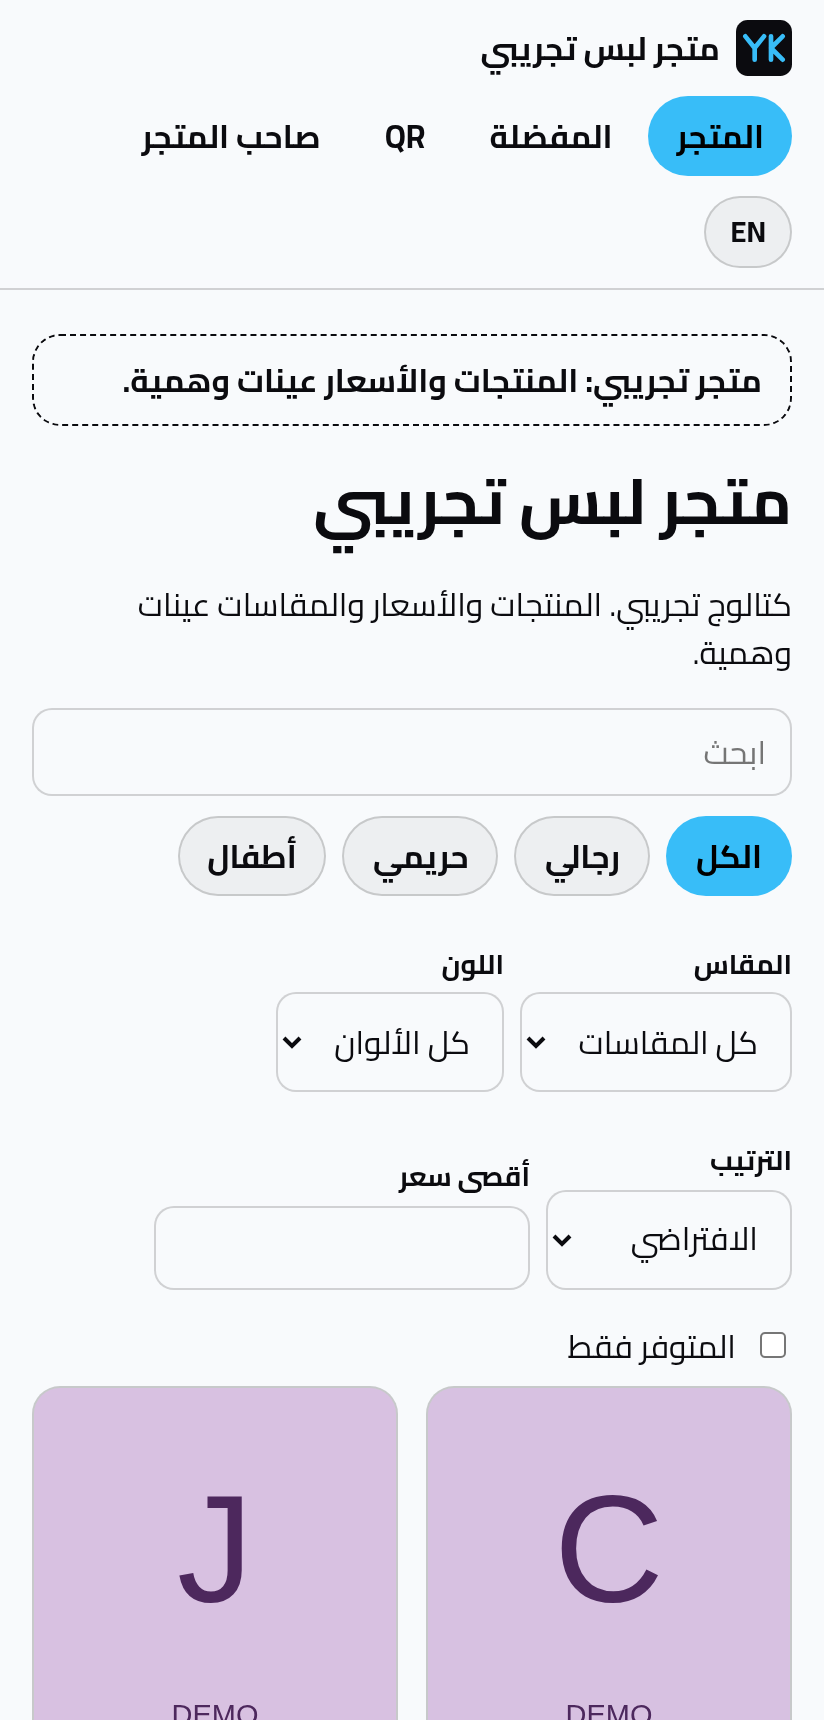 YK متجر لبس تجريبي
المتجر المفضلة QR صاحب المتجر
EN
متجر تجريبي: المنتجات والأسعار عينات وهمية.
متجر لبس تجريبي
كتالوج تجريبي. المنتجات والأسعار والمقاسات عينات
وهمية.
ابحث
الكل رجالي حريمي أطفال
المقاس اللون
كل المقاسات كل الألوان
الترتيب أقصى سعر
الافتراضي
المتوفر فقط
C J
DEMO DEMO